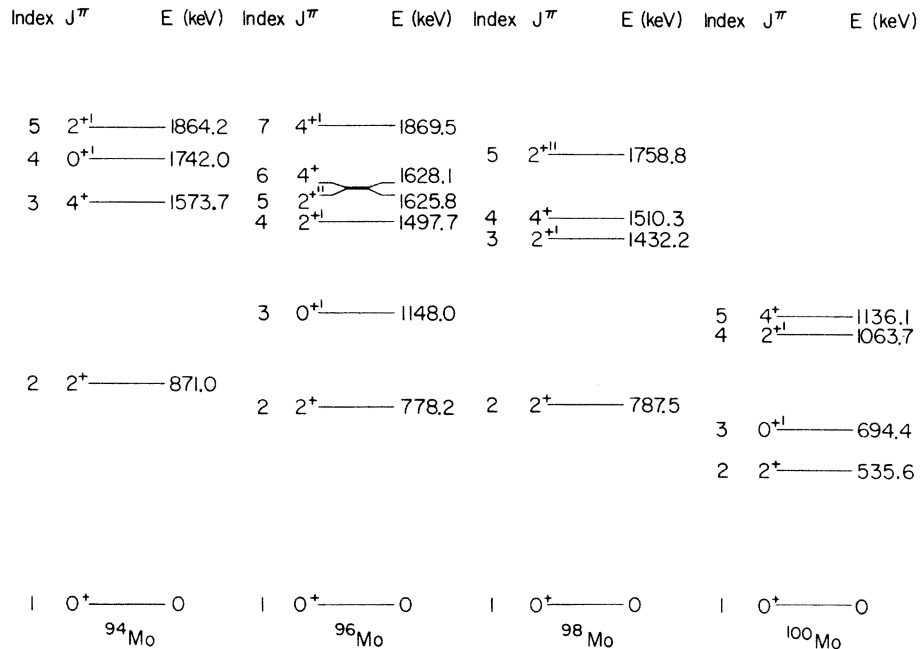 Index Jπ E (keV) Index Jπ E (keV) Index Jπ E (keV) Index Jπ E (keV)
5 2+' 1864.2
4 0+' 1742.0
3 4+ 1573.7
2 2+ 871.0
1 0+ 0
94Mo
7 4+' 1869.5
6 4+ 1628.1
5 2+'' 1625.8
4 2+' 1497.7
3 0+' 1148.0
2 2+ 778.2
1 0+ 0
96Mo
5 2+'' 1758.8
4 4+ 1510.3
3 2+' 1432.2
2 2+ 787.5
1 0+ 0
98Mo
5 4+ 1136.1
4 2+' 1063.7
3 0+' 694.4
2 2+ 535.6
1 0+ 0
100Mo